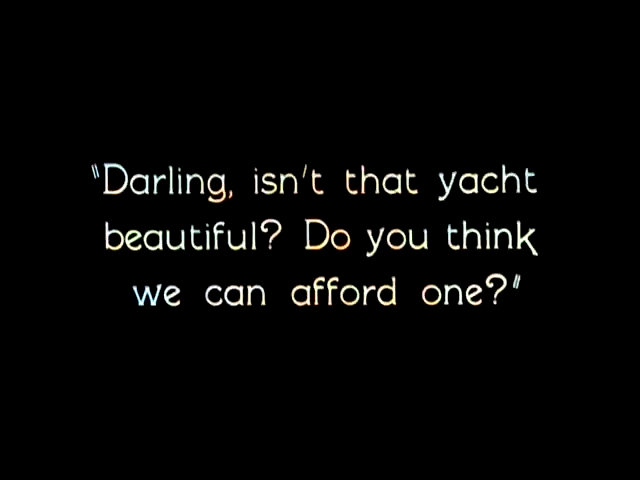 "Darling, isn't that yacht
beautiful? Do you think
we can afford one?"